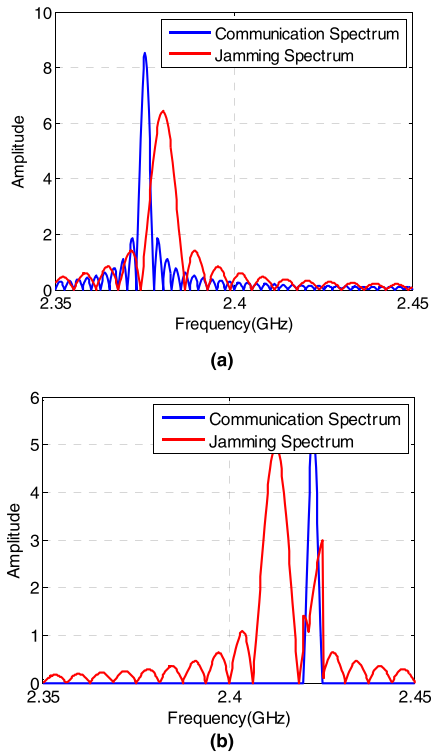 10
8
6
4
2
0
Amplitude
Communication Spectrum
Jamming Spectrum
2.35
2.4
2.45
Frequency(GHz)
(a)
6
5
4
3
2
1
0
Amplitude
Communication Spectrum
Jamming Spectrum
2.35
2.4
2.45
Frequency(GHz)
(b)